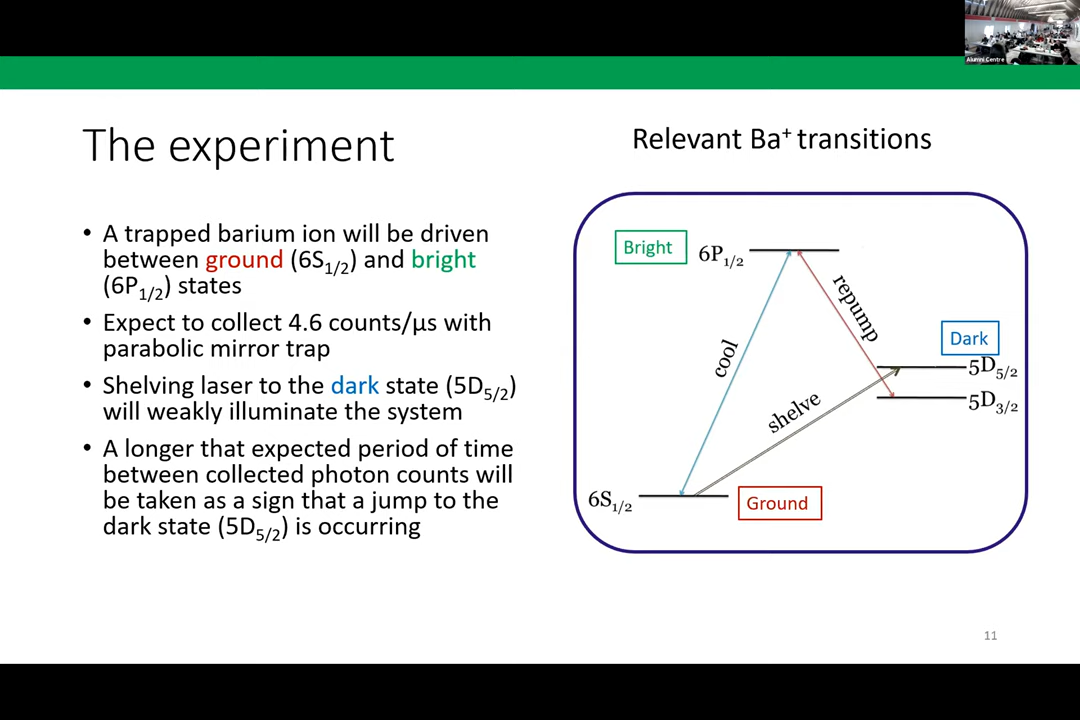 Alumni Centre
The experiment
• A trapped barium ion will be driven
between ground (6S1/2) and bright
(6P1/2) states
• Expect to collect 4.6 counts/μs with
parabolic mirror trap
• Shelving laser to the dark state (5D5/2)
will weakly illuminate the system
• A longer that expected period of time
between collected photon counts will
be taken as a sign that a jump to the
dark state (5D5/2) is occurring
Relevant Ba+ transitions
Bright
6P1/2
repump
cool
Dark
5D5/2
5D3/2
shelve
6S1/2
Ground
11